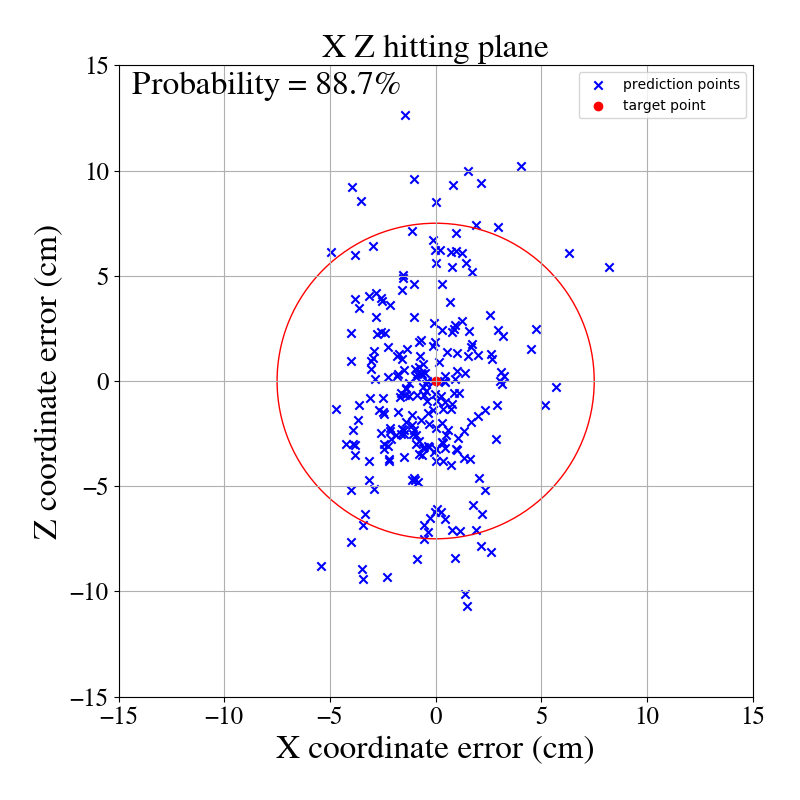 X Z hitting plane
Probability = 88.7%
prediction points
target point
15
10
5
0
−5
−10
−15
Z coordinate error (cm)
−15 −10 −5 0 5 10 15
X coordinate error (cm)